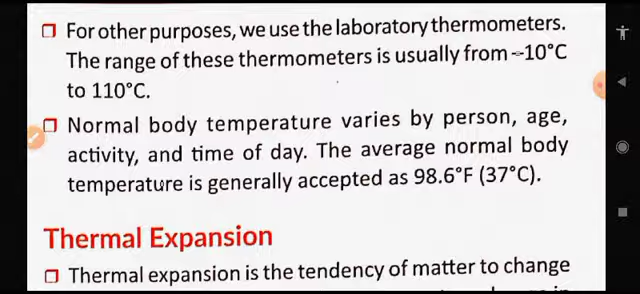 For other purposes, we use the laboratory thermometers.
The range of these thermometers is usually from –10°C
to 110°C.
Normal body temperature varies by person, age,
activity, and time of day. The average normal body
temperature is generally accepted as 98.6°F (37°C).
Thermal Expansion
Thermal expansion is the tendency of matter to change